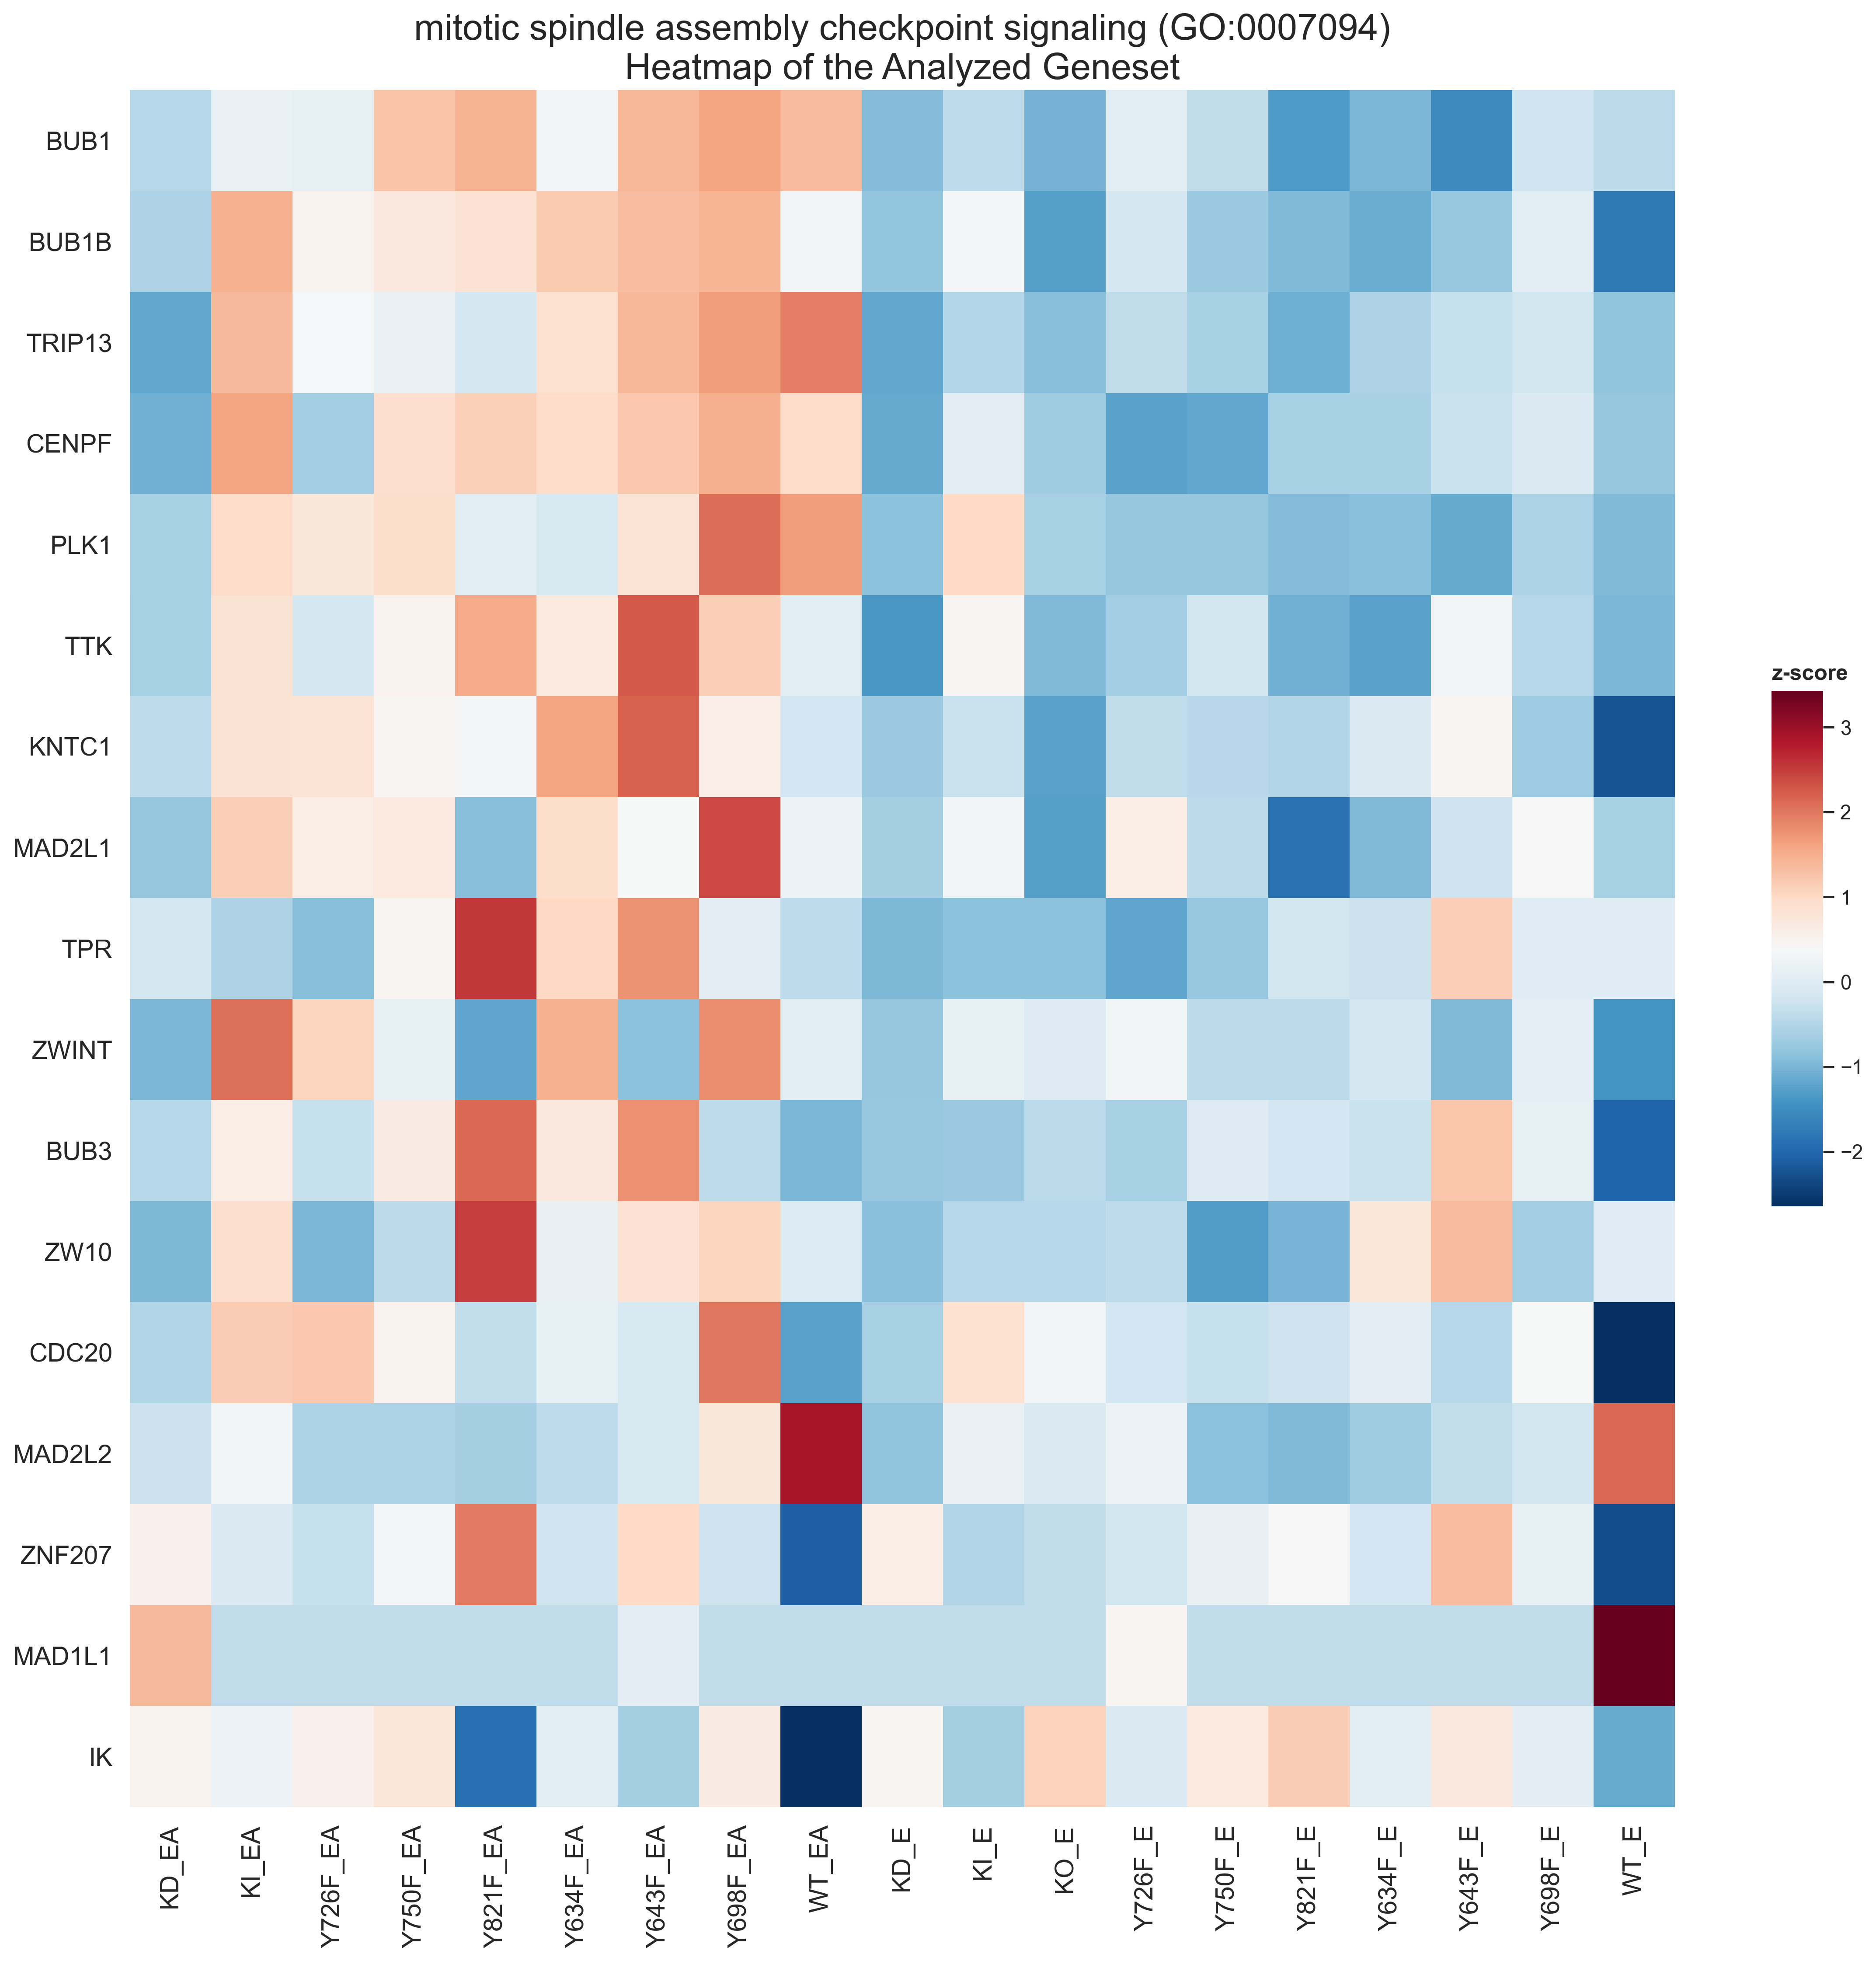 mitotic spindle assembly checkpoint signaling (GO:0007094)
Heatmap of the Analyzed Geneset
BUB1
BUB1B
TRIP13
CENPF
PLK1
TTK
KNTC1
MAD2L1
TPR
ZWINT
BUB3
ZW10
CDC20
MAD2L2
ZNF207
MAD1L1
IK
KD_EA
KI_EA
Y726F_EA
Y750F_EA
Y821F_EA
Y634F_EA
Y643F_EA
Y698F_EA
WT_EA
KD_E
KI_E
KO_E
Y726F_E
Y750F_E
Y821F_E
Y634F_E
Y643F_E
Y698F_E
WT_E
z-score
3
2
1
0
−1
−2